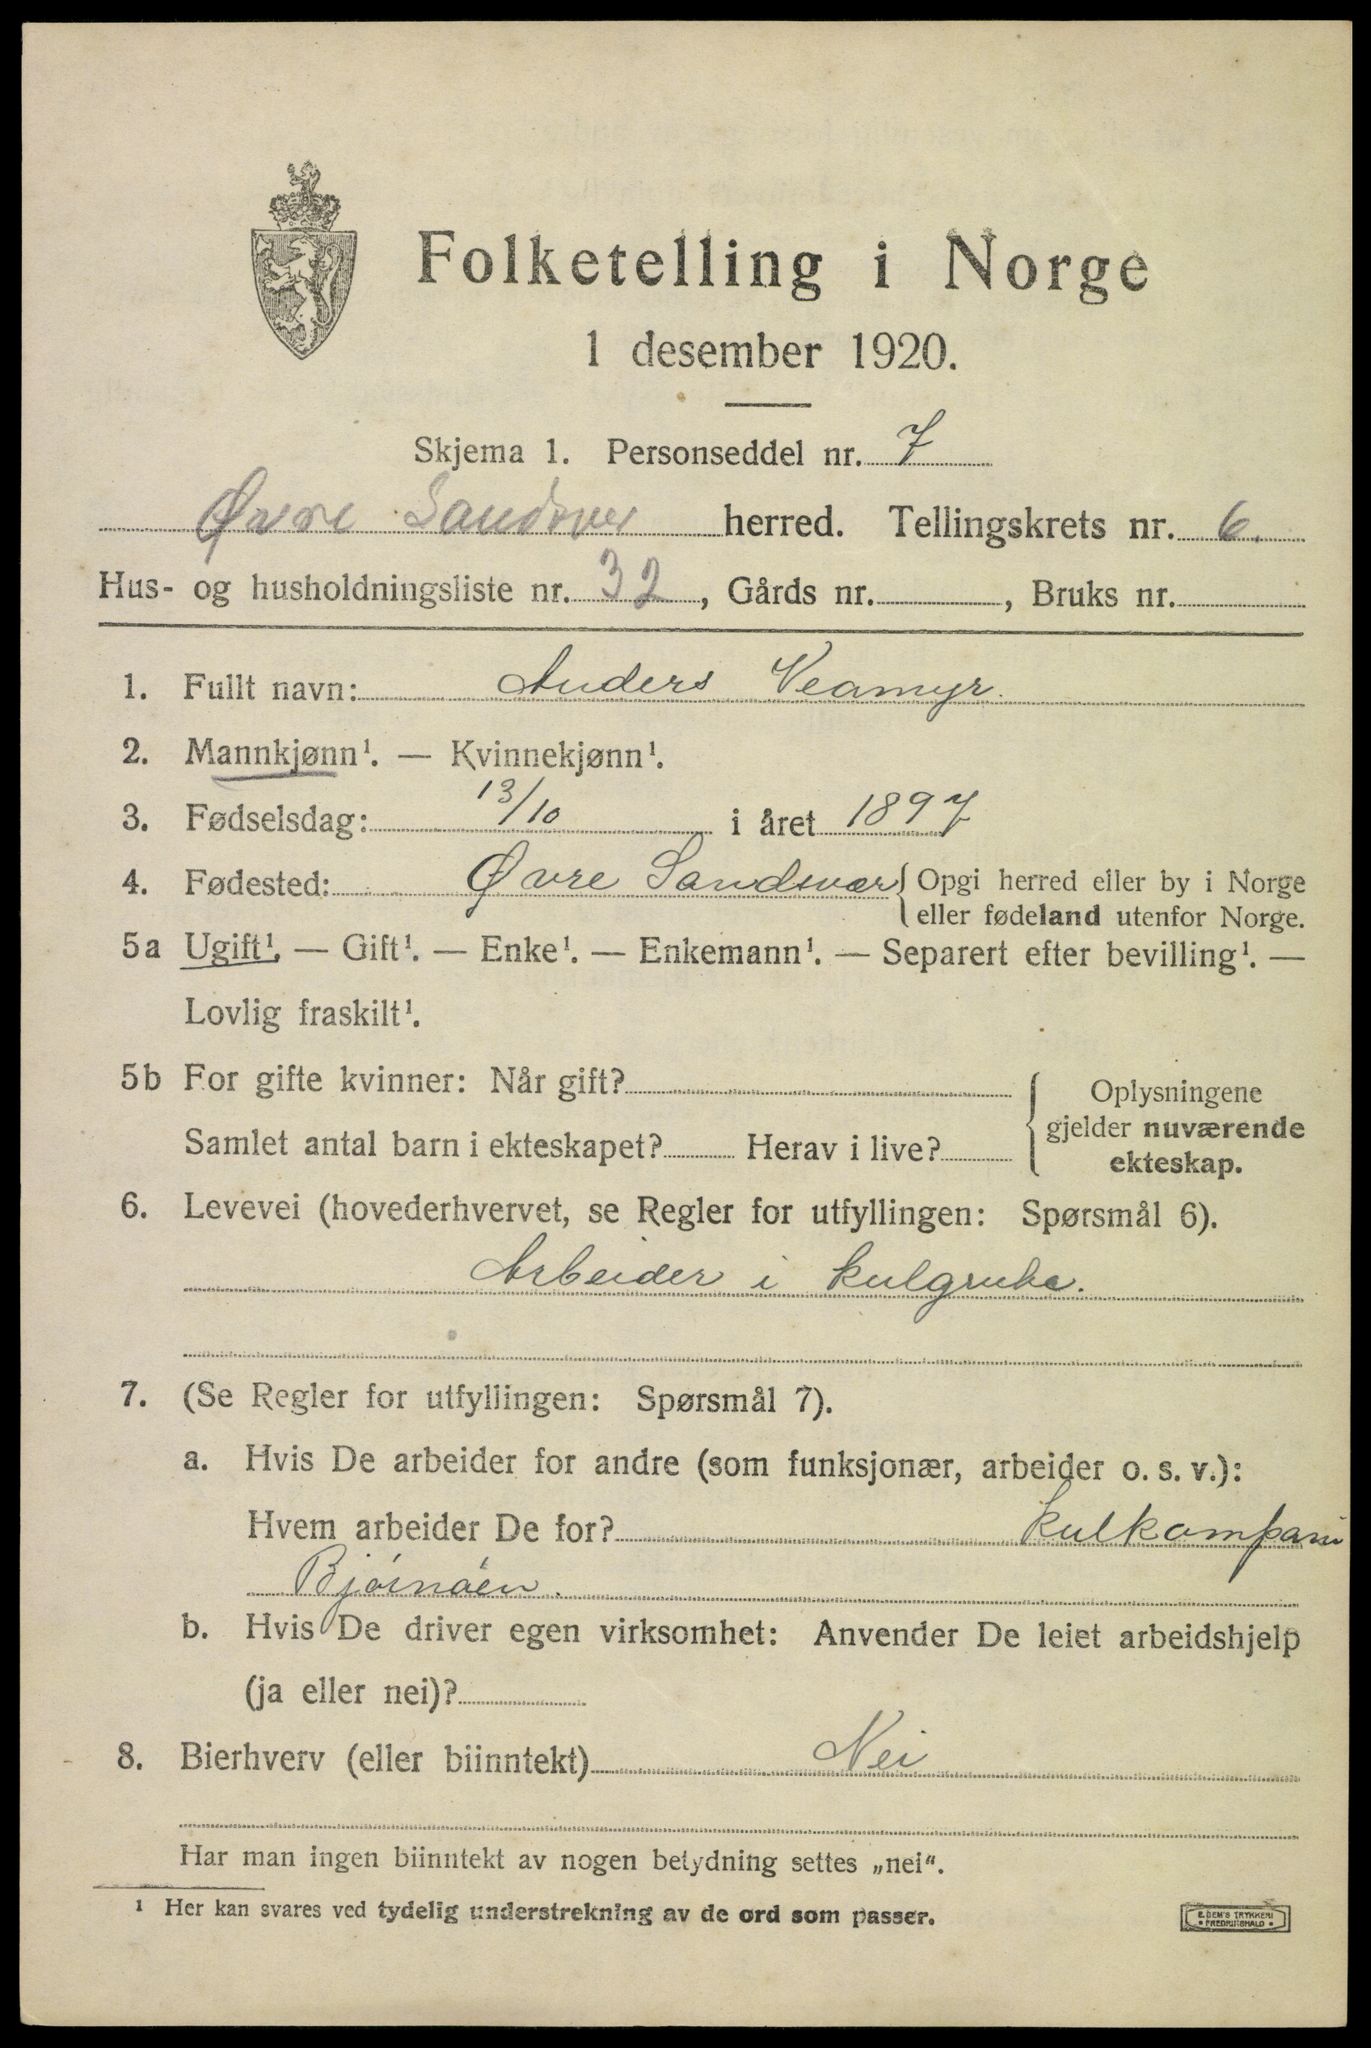 Folketelling i Norge
1 desember 1920.
Skjema 1. Personseddel nr. 7
Øvre Sandsver herred. Tellingskrets nr. 6.
Hus- og husholdningsliste nr. 32, Gårds nr. , Bruks nr.
1. Fullt navn: Anders Veamyr.
2. Mannkjønn¹. — Kvinnekjønn¹.
3. Fødselsdag: 13/10 i året 1897
4. Fødested: Øvre Sandsvær { Opgi herred eller by i Norge
eller fødeland utenfor Norge.
5a Ugift¹. — Gift¹. — Enke¹. — Enkemann¹. — Separert efter bevilling¹. —
Lovlig fraskilt¹.
5b For gifte kvinner: Når gift?
Samlet antal barn i ekteskapet? Herav i live?
{ Oplysningene
gjelder nuværende
ekteskap.
6. Levevei (hovederhvervet, se Regler for utfyllingen: Spørsmål 6).
Arbeider i kulgrube.
7. (Se Regler for utfyllingen: Spørsmål 7).
a. Hvis De arbeider for andre (som funksjonær, arbeider o. s. v.):
Hvem arbeider De for? Kulkompani
Bjørnøen.
b. Hvis De driver egen virksomhet: Anvender De leiet arbeidshjelp
(ja eller nei)?
8. Bierhverv (eller biinntekt) Nei
Har man ingen biinntekt av nogen betydning settes „nei“.
¹ Her kan svares ved tydelig understrekning av de ord som passer.
E. DEM'S TRYKKERI
• FREDRIKSHALD •